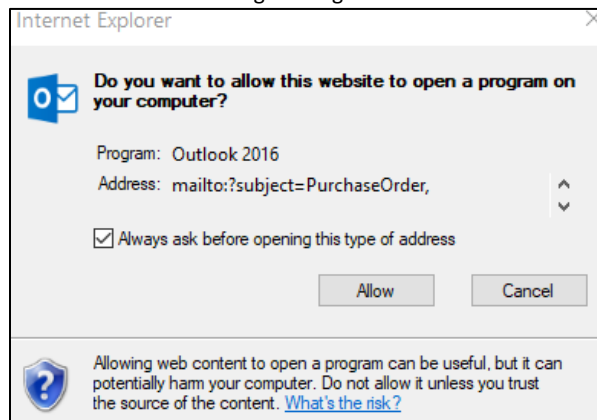 Internet Explorer
Do you want to allow this website to open a program on
your computer?
Program: Outlook 2016
Address: mailto:?subject=PurchaseOrder,
Always ask before opening this type of address
Allow Cancel
Allowing web content to open a program can be useful, but it can
potentially harm your computer. Do not allow it unless you trust
the source of the content. What's the risk?